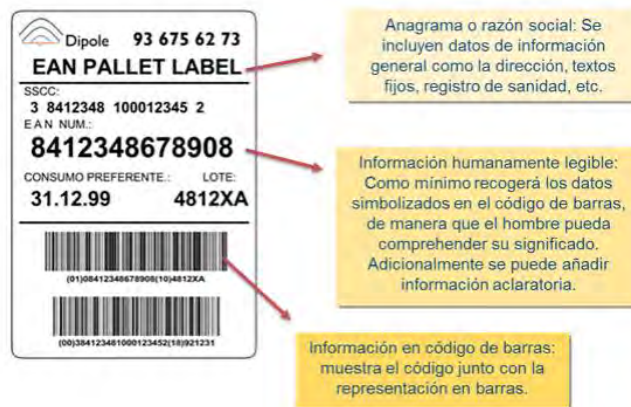 Dipole 93 675 62 73
EAN PALLET LABEL
SSCC:
3 8412348 100012345 2
EAN NUM.:
8412348678908
CONSUMO PREFERENTE.: LOTE:
31.12.99 4812XA
(01)08412348678908(10)4812XA
(00)384123481000123452(18)921231
Anagrama o razón social: Se
incluyen datos de información
general como la dirección, textos
fijos, registro de sanidad, etc.
Información humanamente legible:
Como mínimo recogerá los datos
simbolizados en el código de barras,
de manera que el hombre pueda
comprehender su significado.
Adicionalmente se puede añadir
información aclaratoria.
Información en código de barras:
muestra el código junto con la
representación en barras.